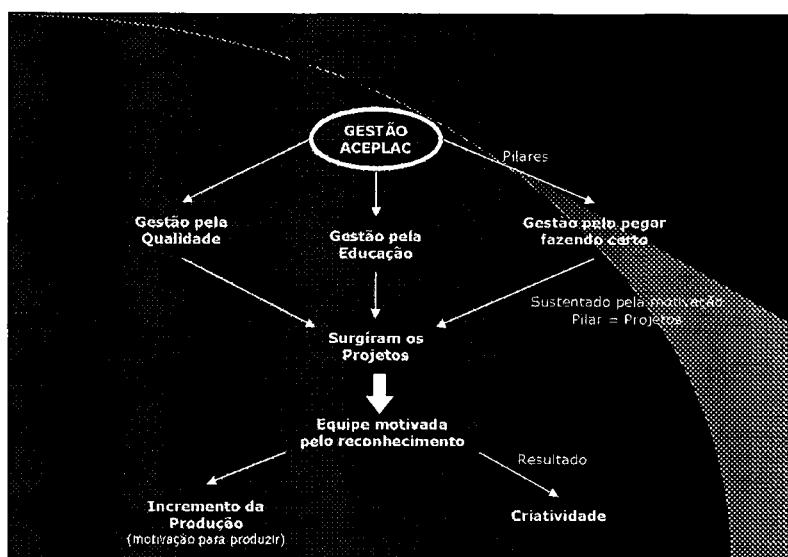 GESTÃO
ACEPLAC
Pilares
Gestão pela
Qualidade
Gestão pela
Educação
Gestão pelo pegar
fazendo certo
Sustentado pela motivação
Pilar = Projetos
Surgiram os
Projetos
Equipe motivada
pelo reconhecimento
Resultado
Incremento da
Produção
(motivação para produzir)
Criatividade